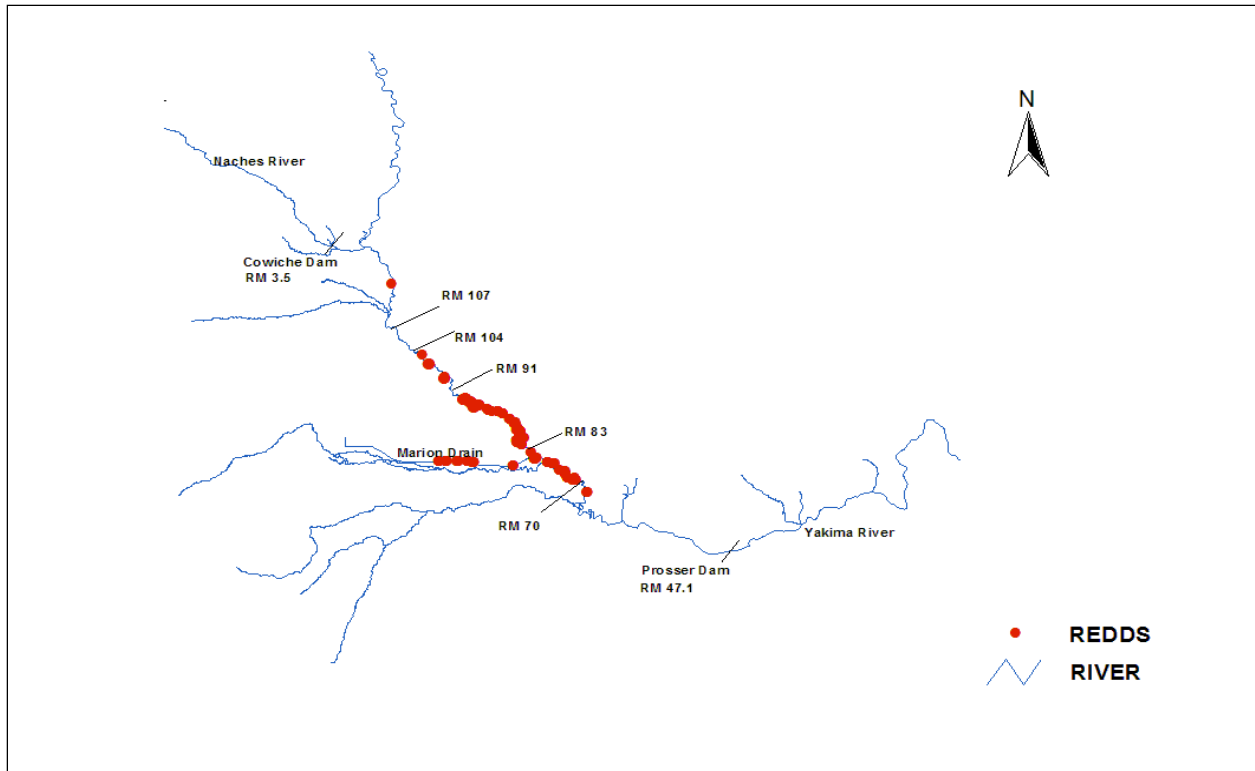 N
Naches River
Cowiche Dam
RM 3.5
RM 107
RM 104
RM 91
RM 83
Marion Drain
RM 70
Yakima River
Prosser Dam
RM 47.1
REDDS
RIVER